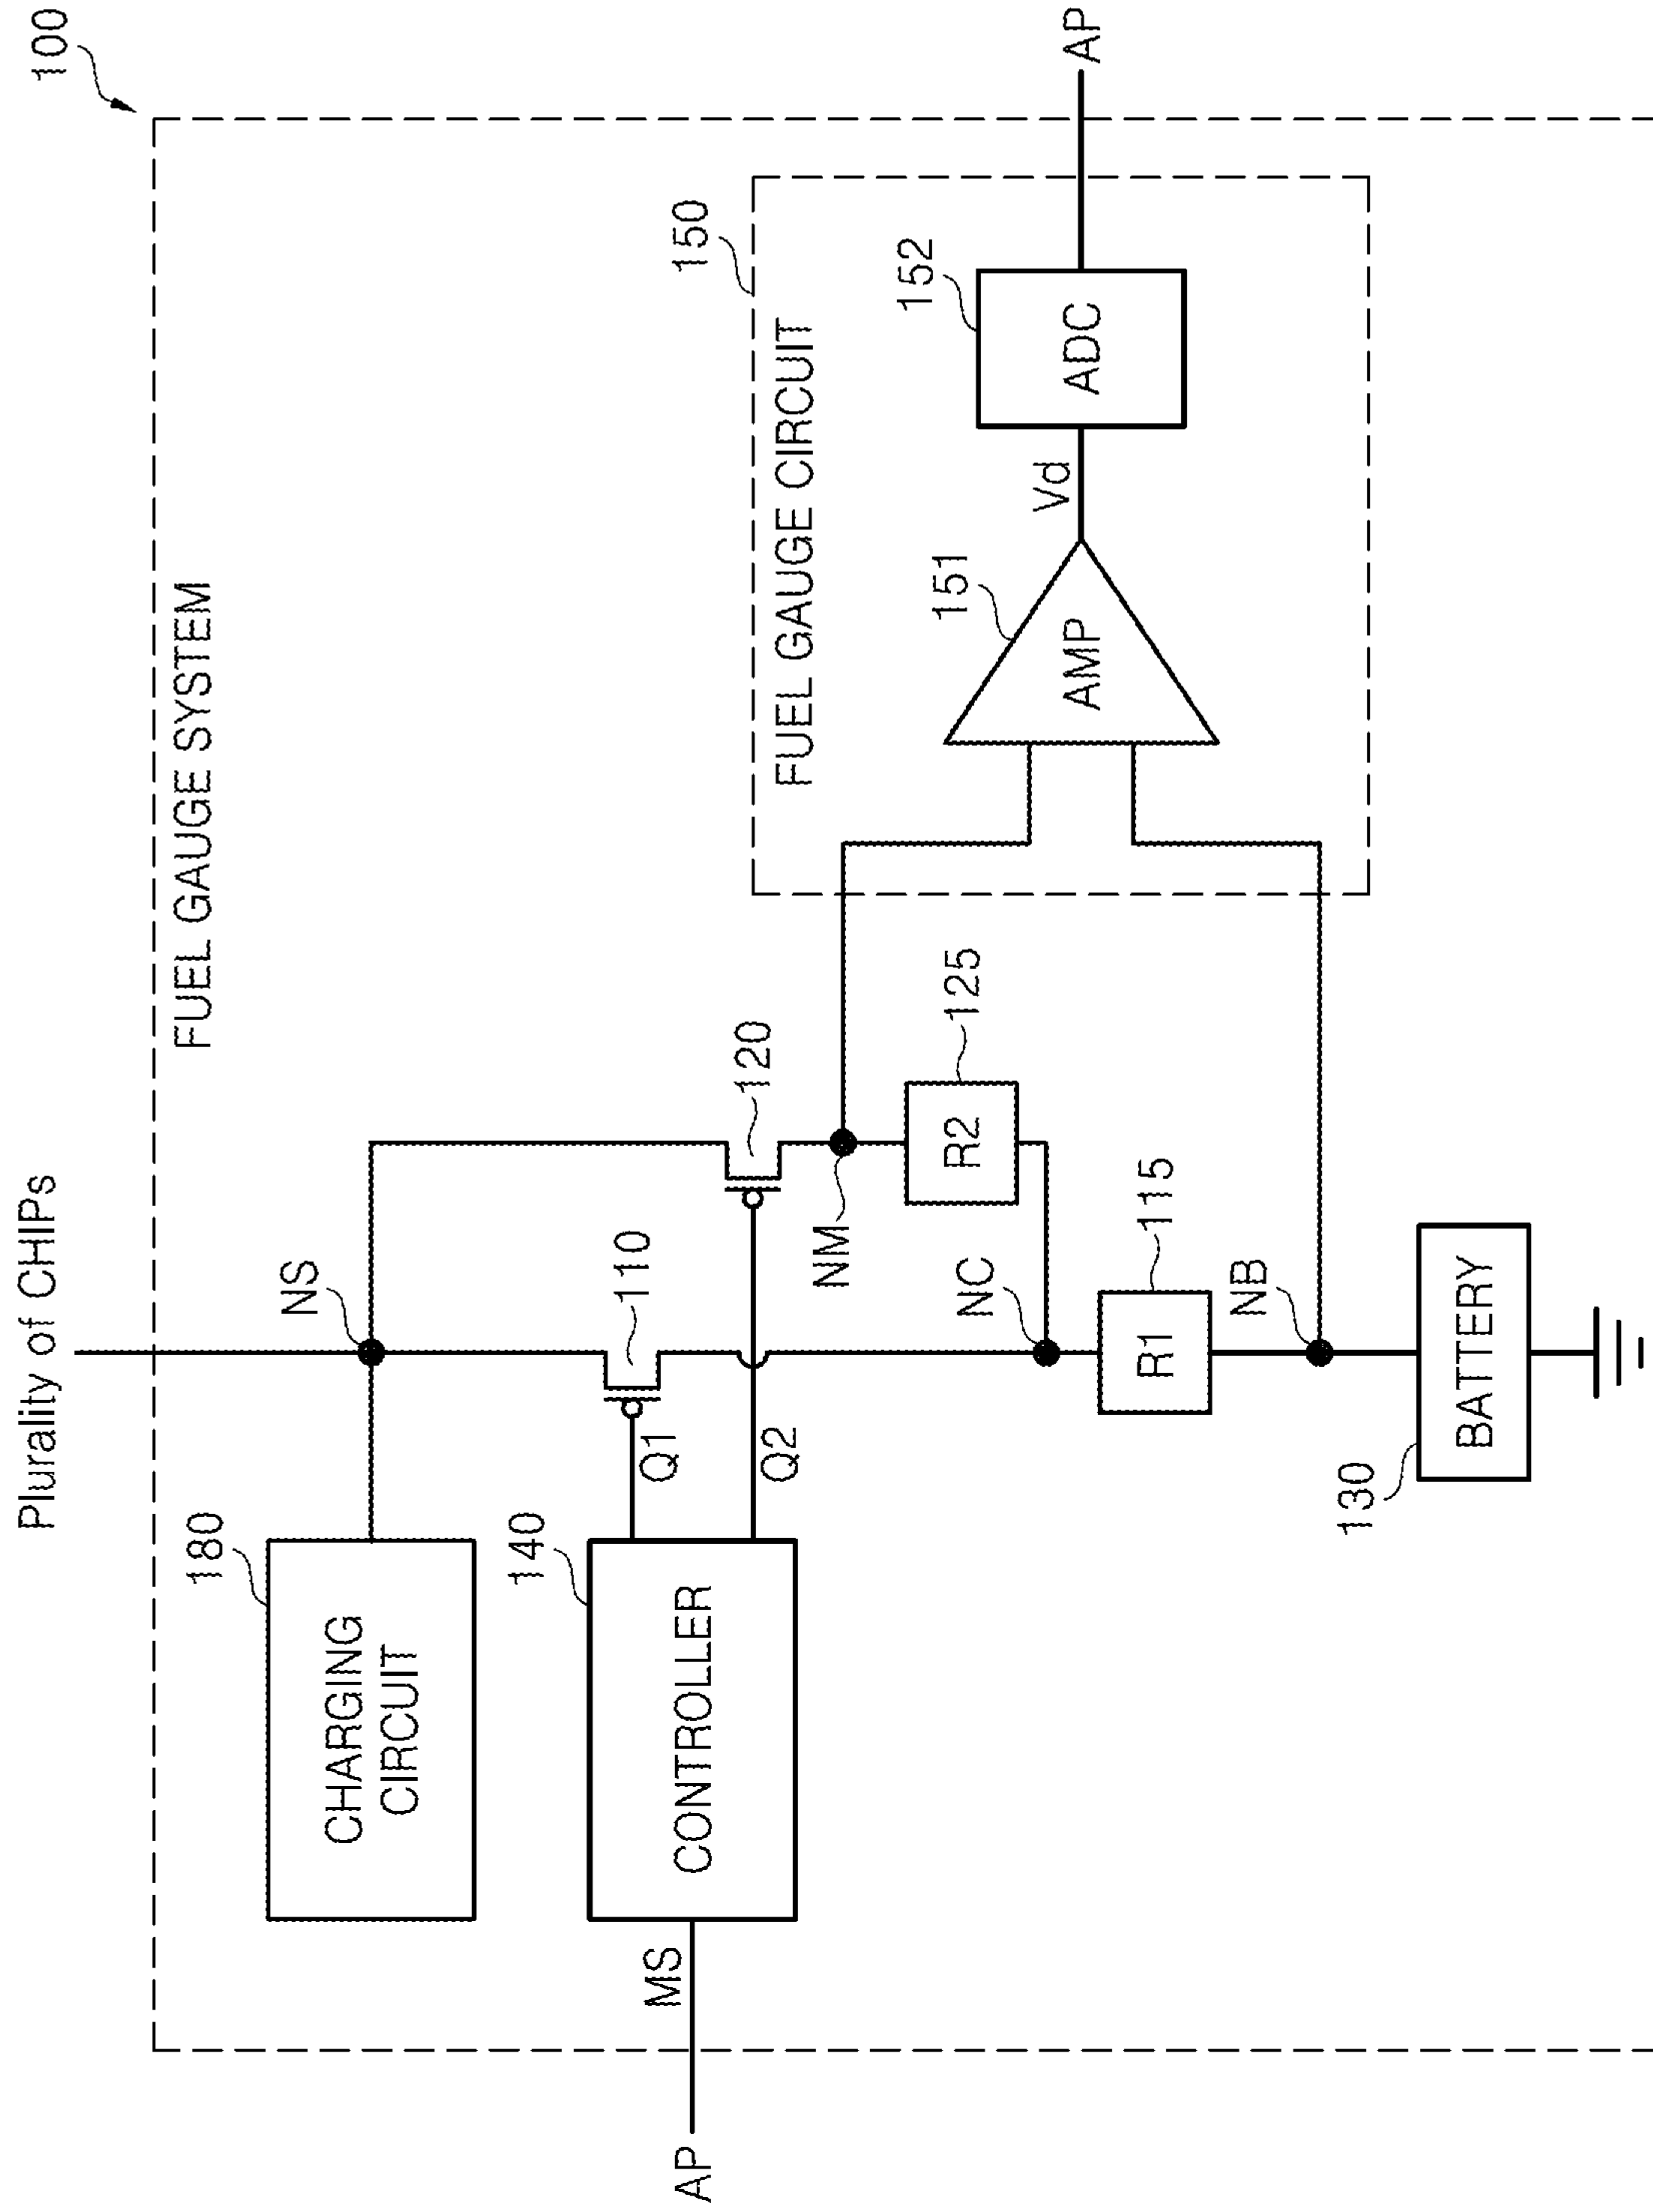 100
Plurality of CHIPs
FUEL GAUGE SYSTEM
180
NS
CHARGING
CIRCUIT
140
110
120
150
FUEL GAUGE CIRCUIT
AP
MS
CONTROLLER
Q1
Q2
NM
R2
125
151
AMP
Vd
152
ADC
AP
NC
R1
115
NB
130
BATTERY